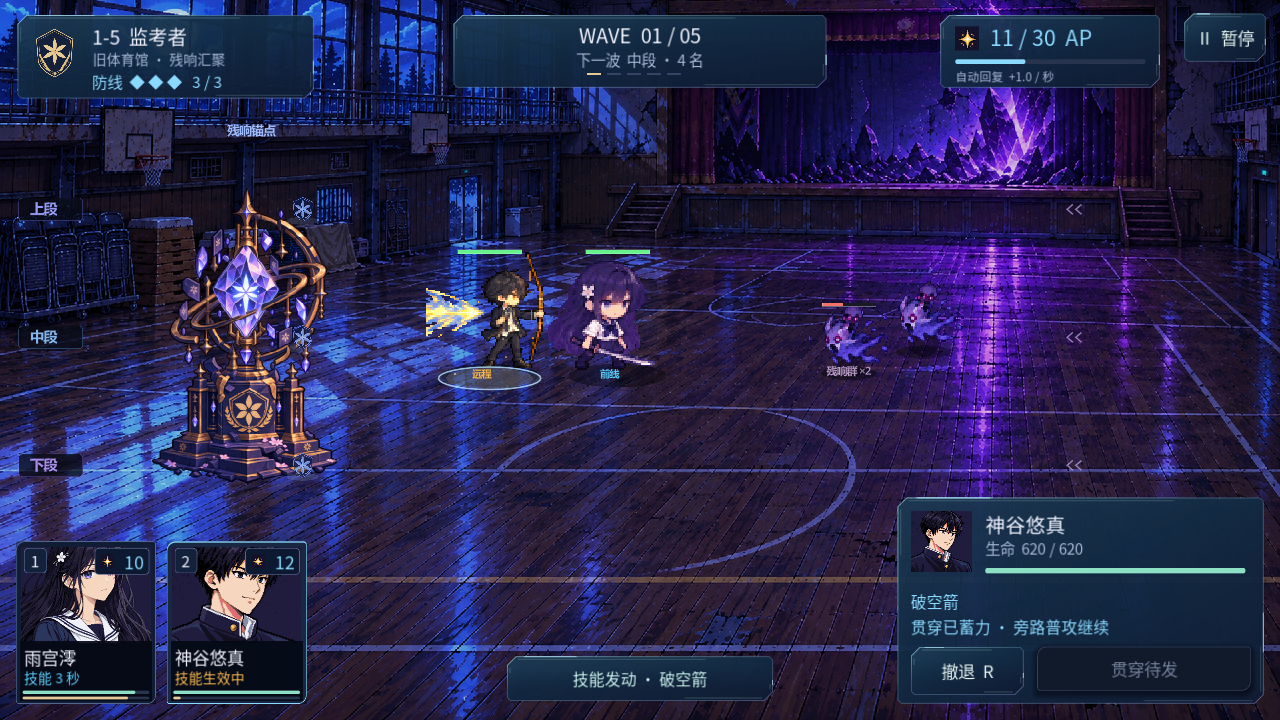 1-5 监考者
旧体育馆 · 残响汇聚
防线 3 / 3
WAVE 01 / 05
下一波 中段 · 4 名
11 / 30 AP
自动回复 +1.0 / 秒
II 暂停
残响锚点
上段
中段
下段
远程
前线
残响群 ×2
1
10
雨宫澪
技能 3 秒
2
12
神谷悠真
技能生效中
技能发动 · 破空箭
神谷悠真
生命 620 / 620
破空箭
贯穿已蓄力 · 旁路普攻继续
撤退 R
贯穿待发